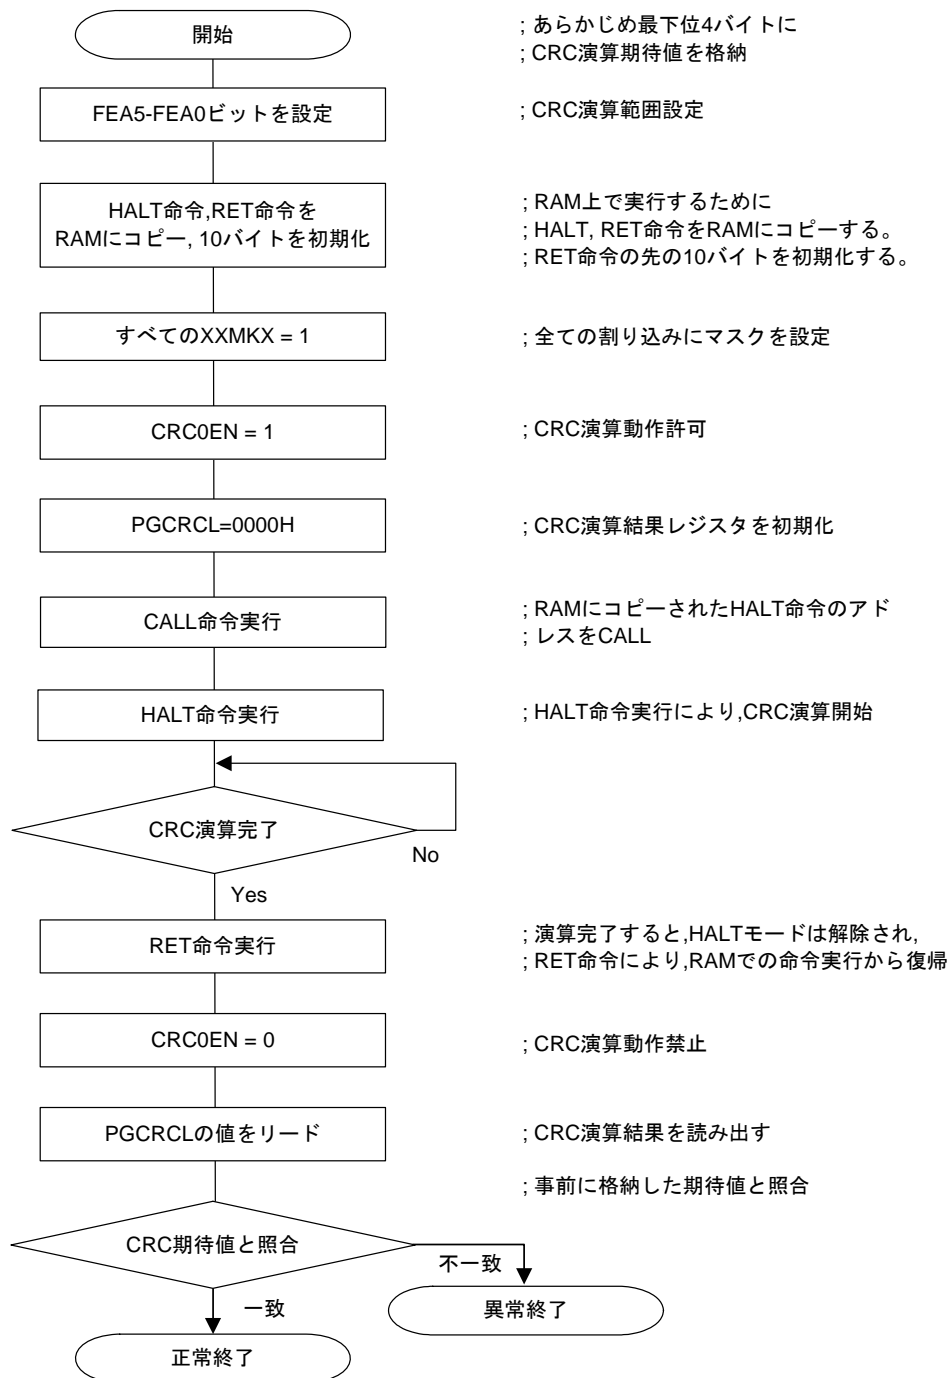 開始
; あらかじめ最下位4バイトに
; CRC演算期待値を格納
FEA5-FEA0ビットを設定
; CRC演算範囲設定
HALT命令,RET命令を
RAMにコピー, 10バイトを初期化
; RAM上で実行するために
; HALT, RET命令をRAMにコピーする。
; RET命令の先の10バイトを初期化する。
すべてのXXMKX = 1
; 全ての割り込みにマスクを設定
CRC0EN = 1
; CRC演算動作許可
PGCRCL=0000H
; CRC演算結果レジスタを初期化
CALL命令実行
; RAMにコピーされたHALT命令のアド
; レスをCALL
HALT命令実行
; HALT命令実行により,CRC演算開始
CRC演算完了
No
Yes
RET命令実行
; 演算完了すると,HALTモードは解除され,
; RET命令により,RAMでの命令実行から復帰
CRC0EN = 0
; CRC演算動作禁止
PGCRCLの値をリード
; CRC演算結果を読み出す
; 事前に格納した期待値と照合
CRC期待値と照合
不一致
一致
異常終了
正常終了